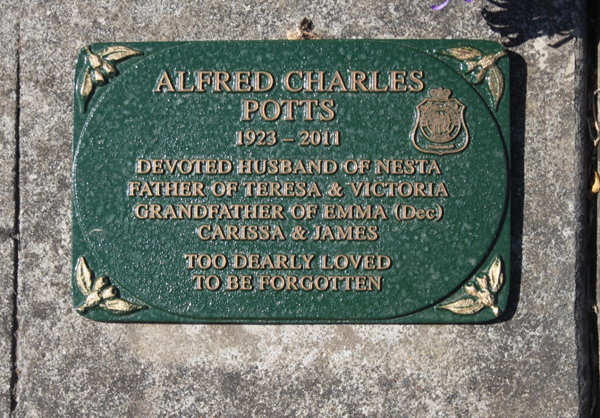 ALFRED CHARLES
POTTS
1923 – 2011
DEVOTED HUSBAND OF NESTA
FATHER OF TERESA & VICTORIA
GRANDFATHER OF EMMA (Dec)
CARISSA & JAMES
TOO DEARLY LOVED
TO BE FORGOTTEN